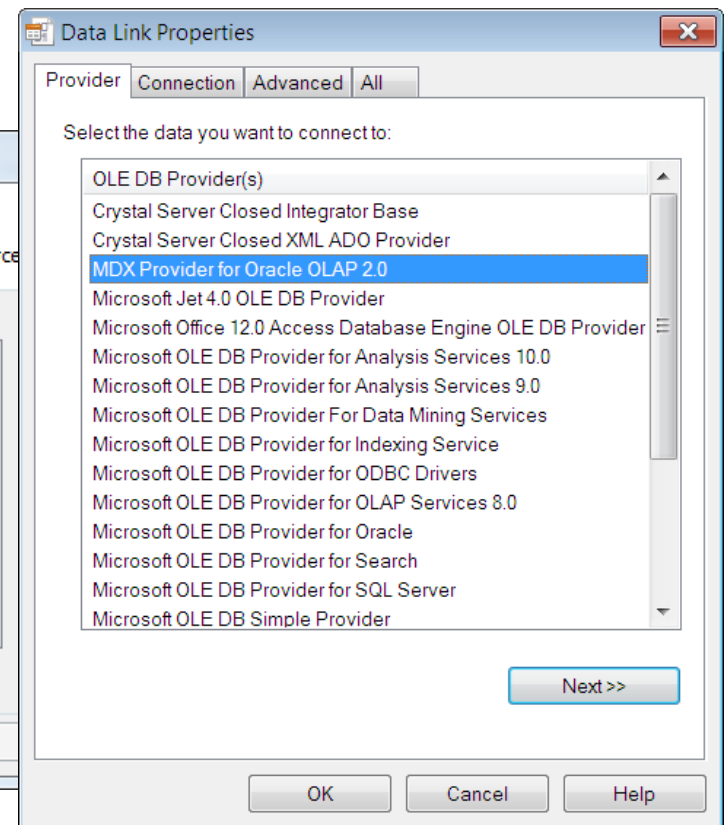 Data Link Properties
Provider Connection Advanced All
Select the data you want to connect to:
OLE DB Provider(s)
Crystal Server Closed Integrator Base
Crystal Server Closed XML ADO Provider
MDX Provider for Oracle OLAP 2.0
Microsoft Jet 4.0 OLE DB Provider
Microsoft Office 12.0 Access Database Engine OLE DB Provider
Microsoft OLE DB Provider for Analysis Services 10.0
Microsoft OLE DB Provider for Analysis Services 9.0
Microsoft OLE DB Provider For Data Mining Services
Microsoft OLE DB Provider for Indexing Service
Microsoft OLE DB Provider for ODBC Drivers
Microsoft OLE DB Provider for OLAP Services 8.0
Microsoft OLE DB Provider for Oracle
Microsoft OLE DB Provider for Search
Microsoft OLE DB Provider for SQL Server
Microsoft OLE DB Simple Provider
Next >>
OK Cancel Help